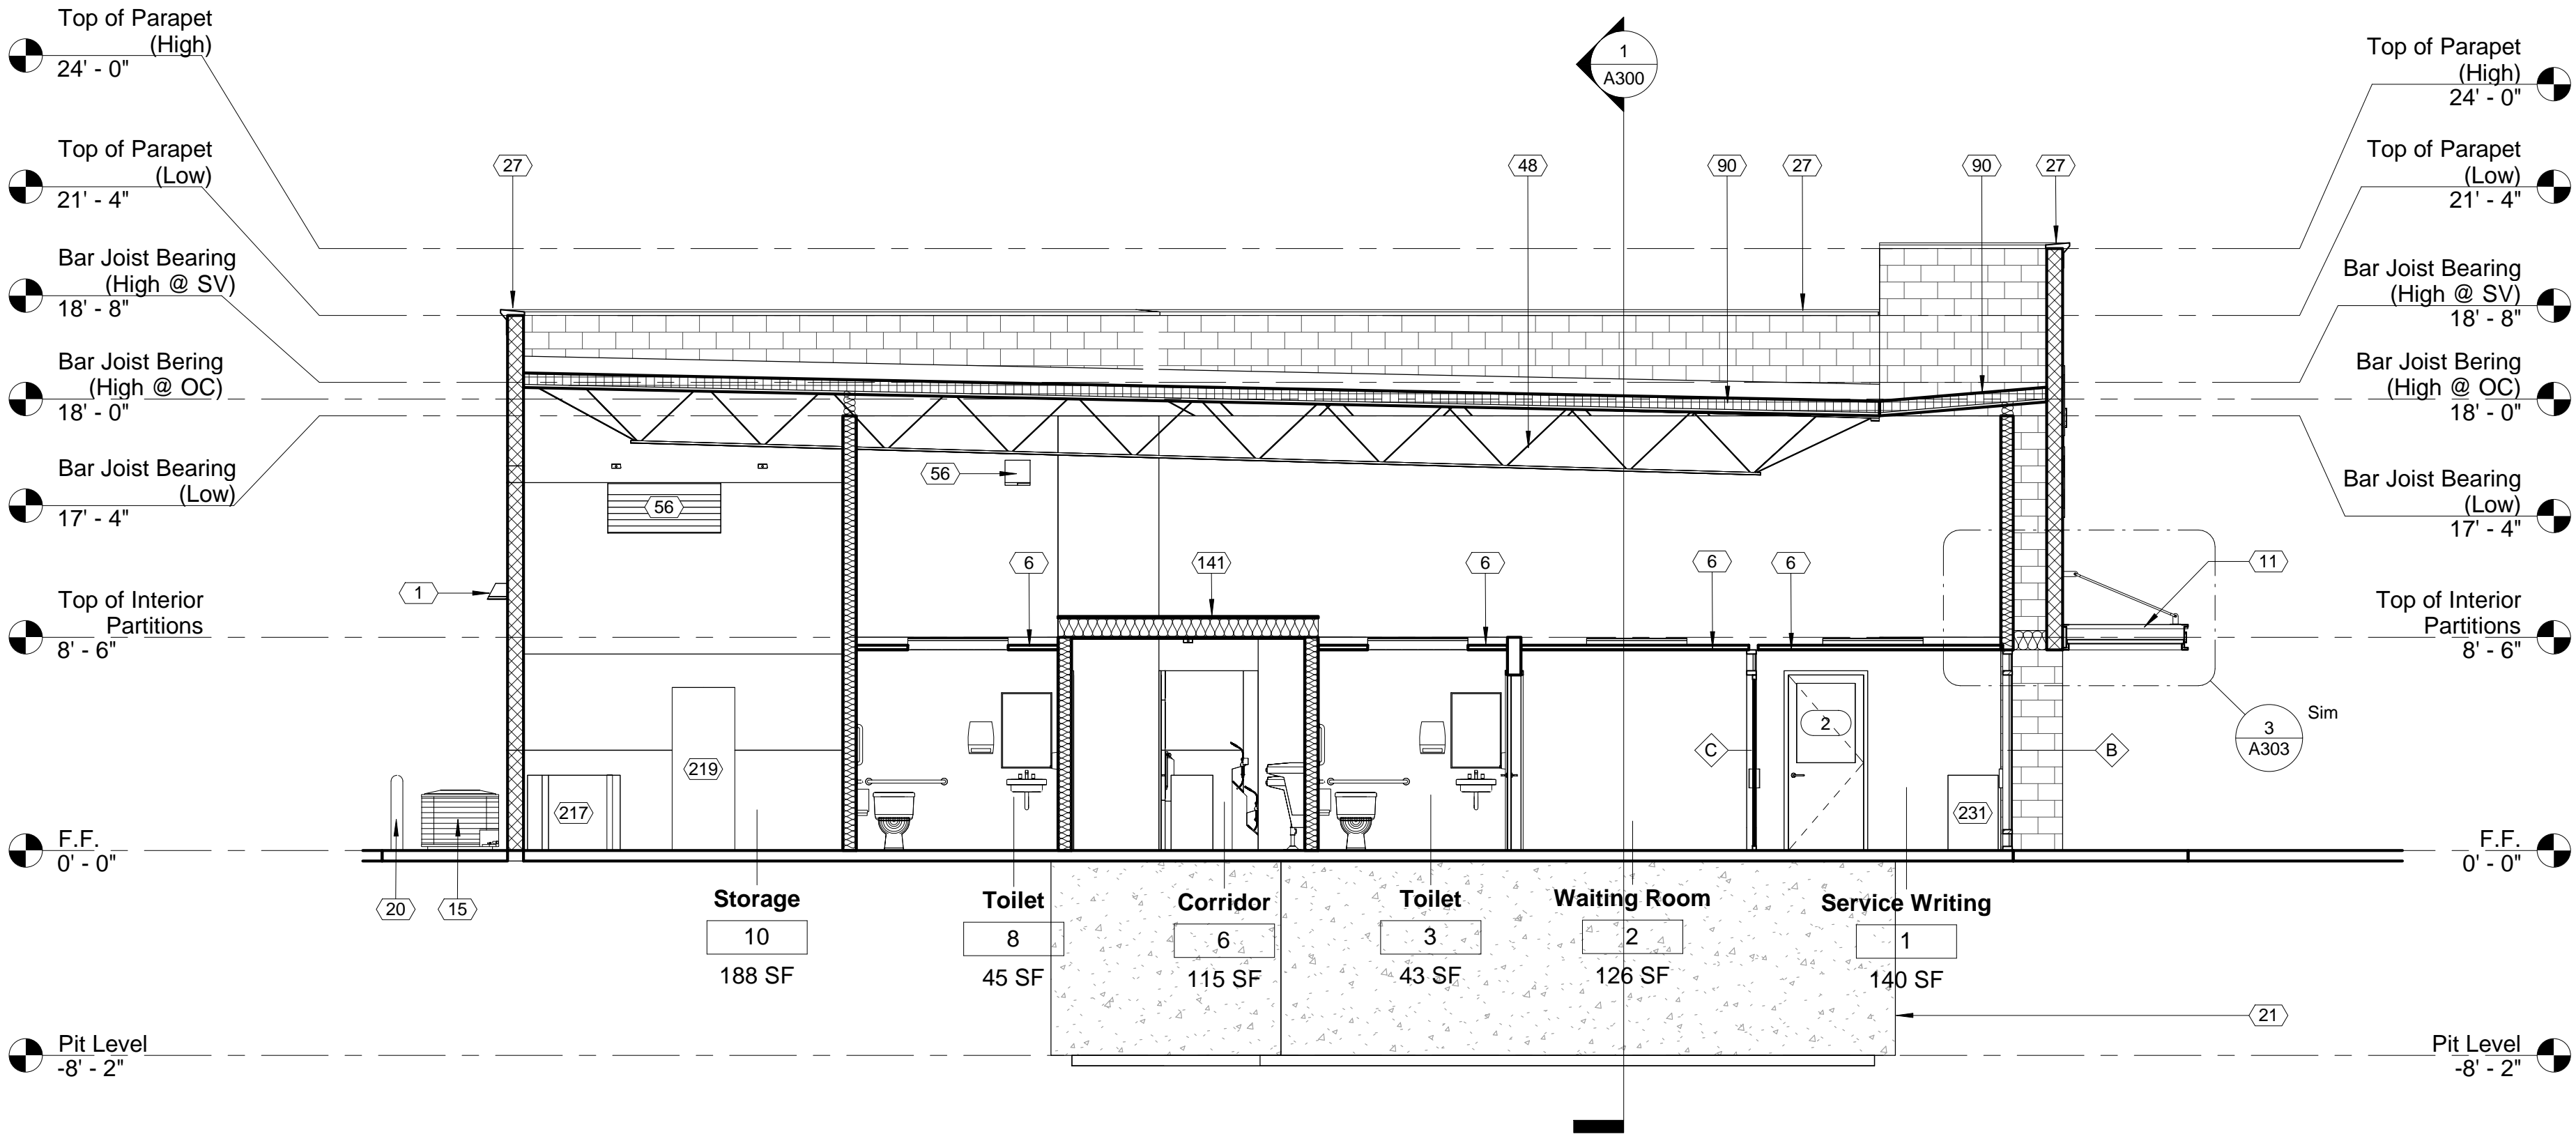 Top of Parapet
(High)
24' - 0"
Top of Parapet
(Low)
21' - 4"
Bar Joist Bearing
(High @ SV)
18' - 8"
Bar Joist Bering
(High @ OC)
18' - 0"
Bar Joist Bearing
(Low)
17' - 4"
Top of Interior
Partitions
8' - 6"
F.F.
0' - 0"
Pit Level
-8' - 2"
1
A300
27
48
90
27
90
27
56
56
1
6
141
6
6
6
11
2
C
B
3
A303
Sim
219
217
231
20
15
Storage
10
188 SF
Toilet
8
45 SF
Corridor
6
115 SF
Toilet
3
43 SF
Waiting Room
2
126 SF
Service Writing
1
140 SF
21
Top of Parapet
(High)
24' - 0"
Top of Parapet
(Low)
21' - 4"
Bar Joist Bearing
(High @ SV)
18' - 8"
Bar Joist Bering
(High @ OC)
18' - 0"
Bar Joist Bearing
(Low)
17' - 4"
Top of Interior
Partitions
8' - 6"
F.F.
0' - 0"
Pit Level
-8' - 2"